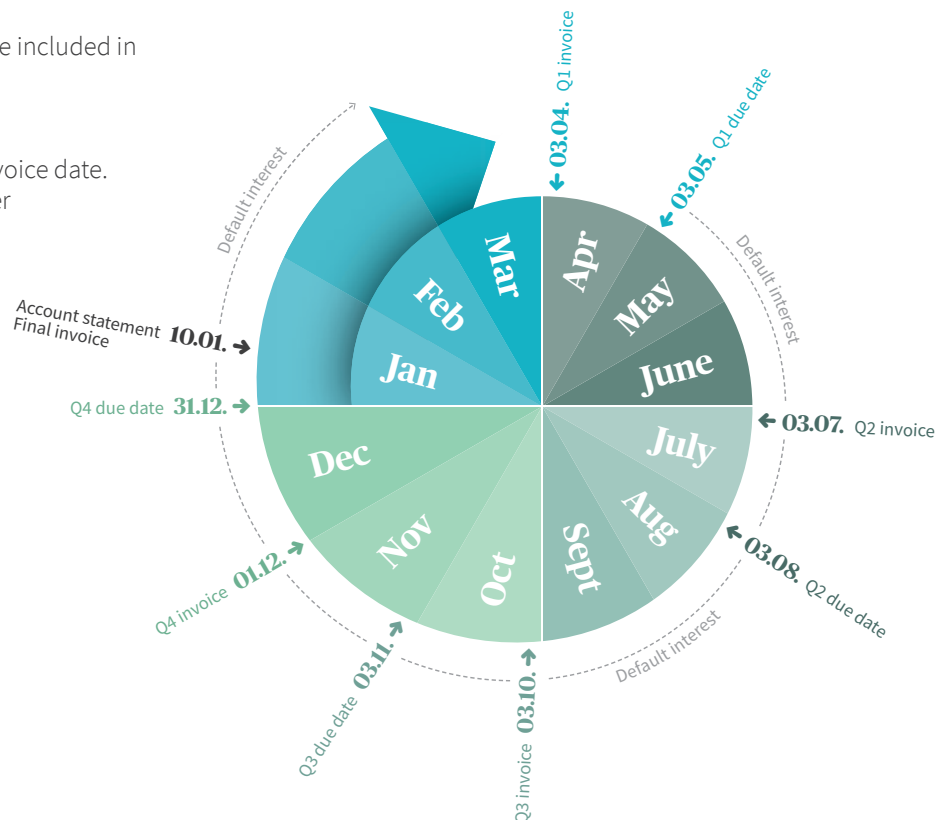 e included in
voice date.
er
03.04. Q1 invoice
03.05. Q1 due date
Default interest
03.07. Q2 invoice
03.08. Q2 due date
Default interest
03.10. Q3 invoice
Q3 due date 03.11.
Q4 invoice 01.12.
Q4 due date 31.12.
Account statement 10.01.
Final invoice
Default interest
Jan
Feb
Mar
Apr
May
June
July
Aug
Sept
Oct
Nov
Dec